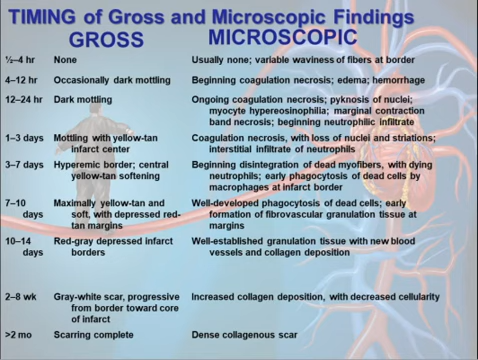 TIMING of Gross and Microscopic Findings
GROSS MICROSCOPIC
½–4 hr None Usually none; variable waviness of fibers at border
4–12 hr Occasionally dark mottling Beginning coagulation necrosis; edema; hemorrhage
12–24 hr Dark mottling Ongoing coagulation necrosis; pyknosis of nuclei;
myocyte hypereosinophilia; marginal contraction
band necrosis; beginning neutrophilic infiltrate
1–3 days Mottling with yellow-tan Coagulation necrosis, with loss of nuclei and striations;
infarct center interstitial infiltrate of neutrophils
3–7 days Hyperemic border; central Beginning disintegration of dead myofibers, with dying
yellow-tan softening neutrophils; early phagocytosis of dead cells by
macrophages at infarct border
7–10 Maximally yellow-tan and Well-developed phagocytosis of dead cells; early
days soft, with depressed red- formation of fibrovascular granulation tissue at
tan margins margins
10–14 Red-gray depressed infarct Well-established granulation tissue with new blood
days borders vessels and collagen deposition
2–8 wk Gray-white scar, progressive Increased collagen deposition, with decreased cellularity
from border toward core
of infarct
>2 mo Scarring complete Dense collagenous scar